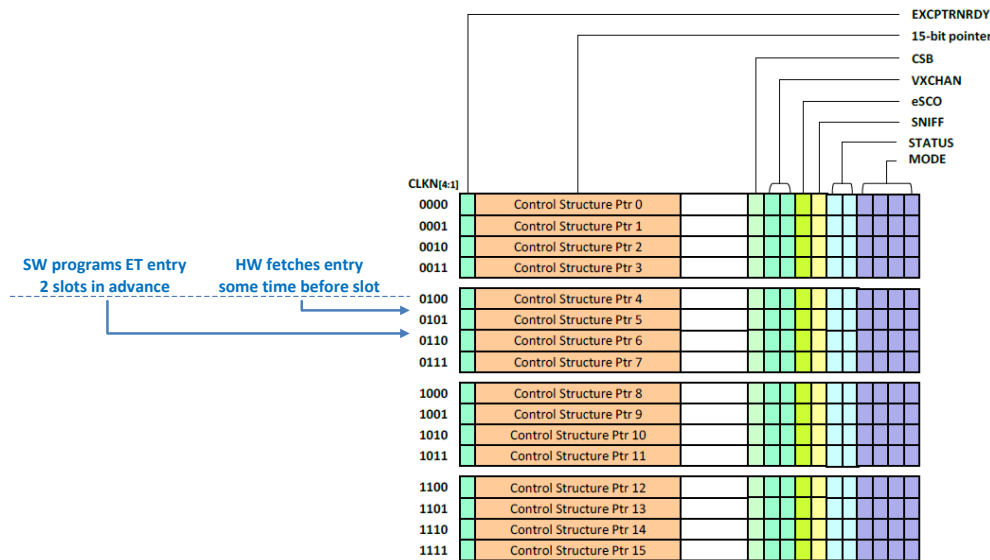 EXCPTRNRDY
15-bit pointer
CSB
VXCHAN
eSCO
SNIFF
STATUS
MODE
CLKN[4:1]
0000 Control Structure Ptr 0
0001 Control Structure Ptr 1
0010 Control Structure Ptr 2
0011 Control Structure Ptr 3
SW programs ET entry
2 slots in advance
HW fetches entry
some time before slot
0100 Control Structure Ptr 4
0101 Control Structure Ptr 5
0110 Control Structure Ptr 6
0111 Control Structure Ptr 7
1000 Control Structure Ptr 8
1001 Control Structure Ptr 9
1010 Control Structure Ptr 10
1011 Control Structure Ptr 11
1100 Control Structure Ptr 12
1101 Control Structure Ptr 13
1110 Control Structure Ptr 14
1111 Control Structure Ptr 15